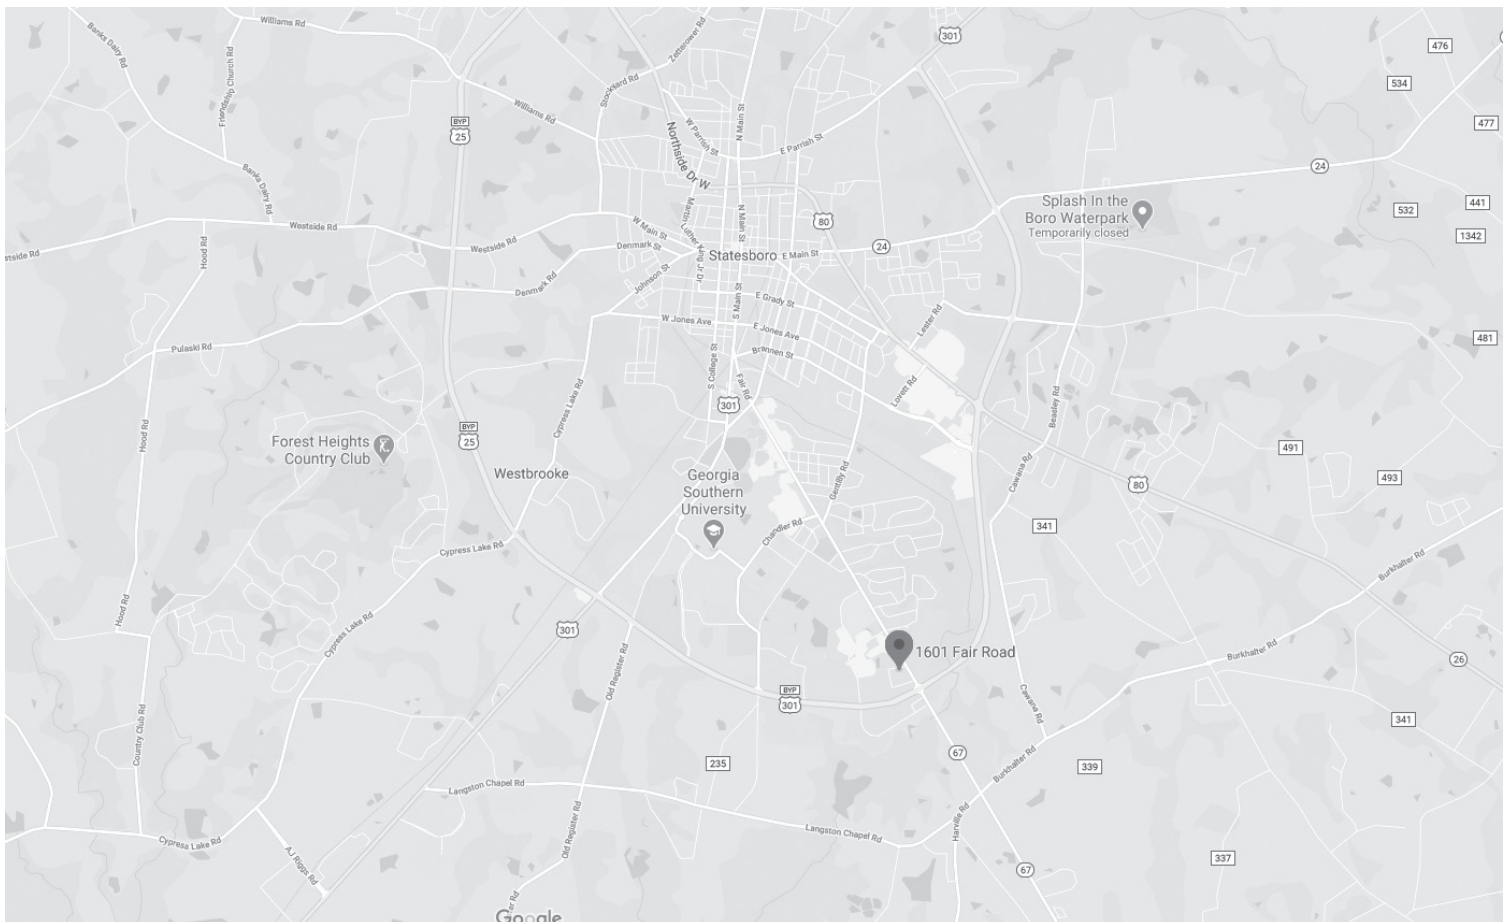 Williams Rd
Zetterower Rd
301
476
Banks Dairy Rd
Friendship Church Rd
534
Stockyard Rd
Williams Rd
BYP
25
N Main St
477
W Parrish St
Northside Dr W
E Parrish St
24
Banks Dairy Rd
Splash In the
Boro Waterpark
Temporarily closed
441
532
1342
Westside Rd
W Main St
Martin Luther King Jr Dr
N Main St
80
24
Hood Rd
Westside Rd
Denmark St
Statesboro
E Main St
Johnson St
Denmark Rd
E Grady St
S Main St
W Jones Ave
E Jones Ave
Lester Rd
481
Pulaski Rd
S College St
Brannen St
Fair Rd
Lovett Rd
Beasley Rd
Cypress Lake Rd
301
Hood Rd
BYP
25
Forest Heights
Country Club
491
Westbrooke
Georgia
Southern
University
Gentilly Rd
Cawana Rd
80
493
Chandler Rd
341
Cypress Lake Rd
Burkhalter Rd
Hood Rd
Cypress Lake Rd
301
1601 Fair Road
Burkhalter Rd
26
Old Register Rd
BYP
301
Cawana Rd
341
Country Club Rd
67
235
339
Burkhalter Rd
Langston Chapel Rd
Langston Chapel Rd
Harville Rd
Cypress Lake Rd
Old Register Rd
AJ Riggs Rd
337
67
Google